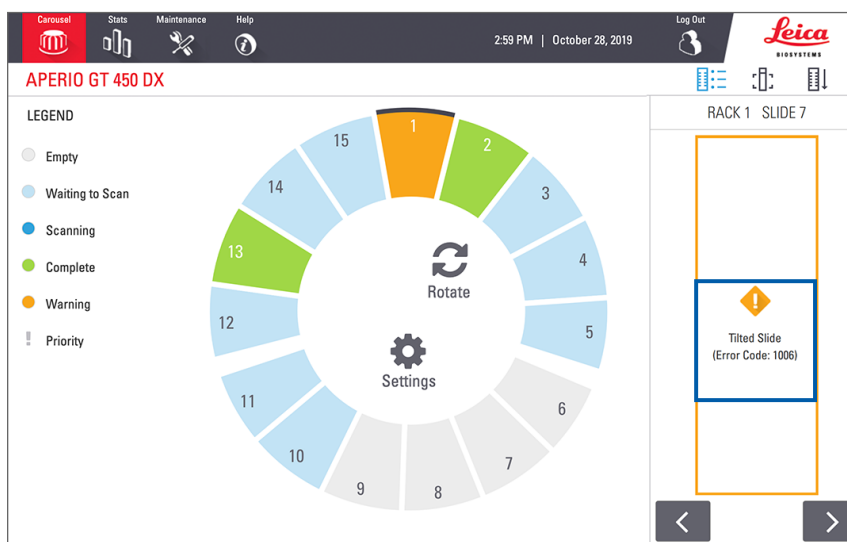 Carousel
Stats
Maintenance
Help
2:59 PM | October 28, 2019
Log Out
Leica
BIOSYSTEMS
APERIO GT 450 DX
LEGEND
Empty
Waiting to Scan
Scanning
Complete
Warning
! Priority
1
2
3
4
5
6
7
8
9
10
11
12
13
14
15
Rotate
Settings
RACK 1 SLIDE 7
!
Tilted Slide
(Error Code: 1006)